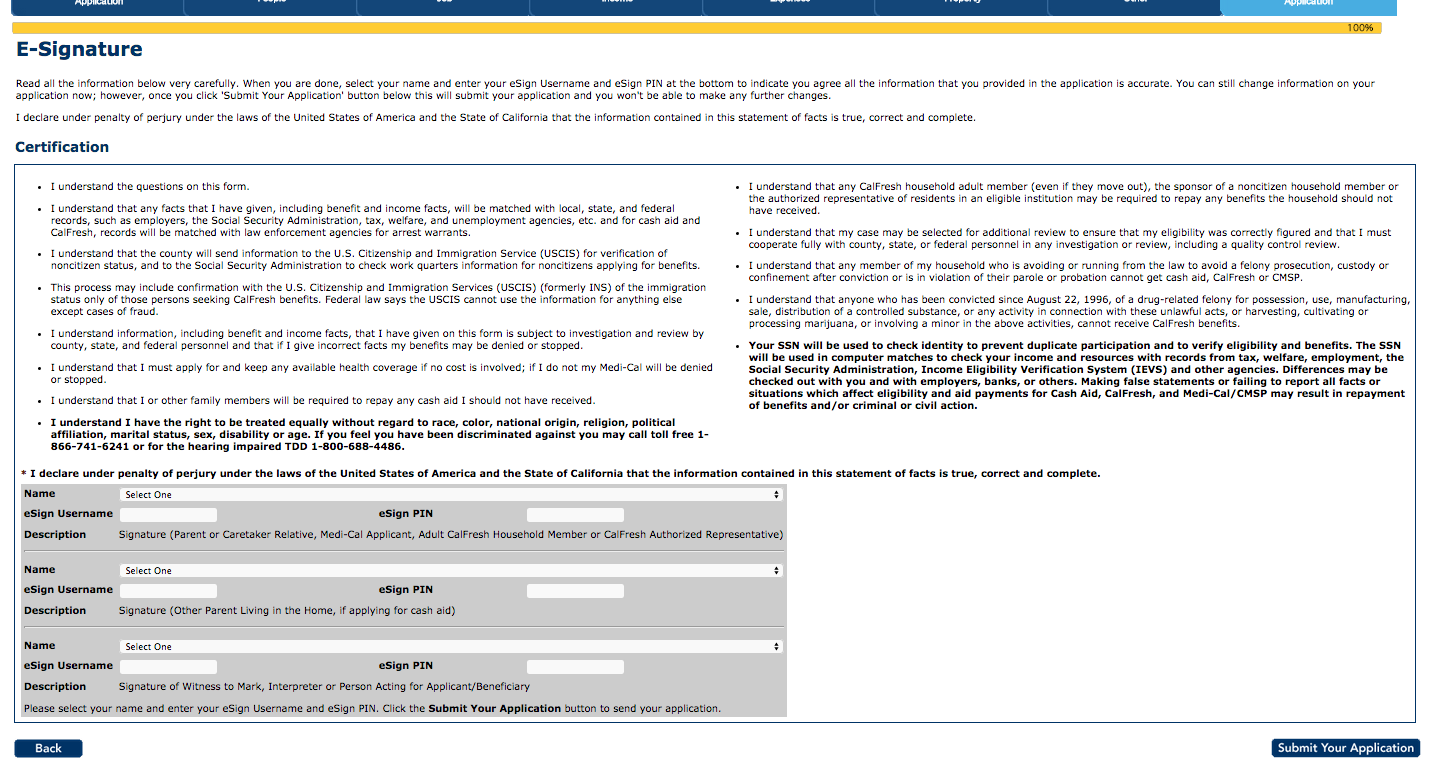 Application People Job Income Expenses Property Other Application
100%
E-Signature
Read all the information below very carefully. When you are done, select your name and enter your eSign Username and eSign PIN at the bottom to indicate you agree all the information that you provided in the application is accurate. You can still change information on your
application now; however, once you click 'Submit Your Application' button below this will submit your application and you won't be able to make any further changes.
I declare under penalty of perjury under the laws of the United States of America and the State of California that the information contained in this statement of facts is true, correct and complete.
Certification
• I understand the questions on this form.
• I understand that any facts that I have given, including benefit and income facts, will be matched with local, state, and federal
records, such as employers, the Social Security Administration, tax, welfare, and unemployment agencies, etc. and for cash aid and
CalFresh, records will be matched with law enforcement agencies for arrest warrants.
• I understand that the county will send information to the U.S. Citizenship and Immigration Service (USCIS) for verification of
noncitizen status, and to the Social Security Administration to check work quarters information for noncitizens applying for benefits.
• This process may include confirmation with the U.S. Citizenship and Immigration Services (USCIS) (formerly INS) of the immigration
status only of those persons seeking CalFresh benefits. Federal law says the USCIS cannot use the information for anything else
except cases of fraud.
• I understand information, including benefit and income facts, that I have given on this form is subject to investigation and review by
county, state, and federal personnel and that if I give incorrect facts my benefits may be denied or stopped.
• I understand that I must apply for and keep any available health coverage if no cost is involved; if I do not my Medi-Cal will be denied
or stopped.
• I understand that I or other family members will be required to repay any cash aid I should not have received.
• I understand I have the right to be treated equally without regard to race, color, national origin, religion, political
affiliation, marital status, sex, disability or age. If you feel you have been discriminated against you may call toll free 1-
866-741-6241 or for the hearing impaired TDD 1-800-688-4486.
• I understand that any CalFresh household adult member (even if they move out), the sponsor of a noncitizen household member or
the authorized representative of residents in an eligible institution may be required to repay any benefits the household should not
have received.
• I understand that my case may be selected for additional review to ensure that my eligibility was correctly figured and that I must
cooperate fully with county, state, or federal personnel in any investigation or review, including a quality control review.
• I understand that any member of my household who is avoiding or running from the law to avoid a felony prosecution, custody or
confinement after conviction or is in violation of their parole or probation cannot get cash aid, CalFresh or CMSP.
• I understand that anyone who has been convicted since August 22, 1996, of a drug-related felony for possession, use, manufacturing,
sale, distribution of a controlled substance, or any activity in connection with these unlawful acts, or harvesting, cultivating or
processing marijuana, or involving a minor in the above activities, cannot receive CalFresh benefits.
• Your SSN will be used to check identity to prevent duplicate participation and to verify eligibility and benefits. The SSN
will be used in computer matches to check your income and resources with records from tax, welfare, employment, the
Social Security Administration, Income Eligibility Verification System (IEVS) and other agencies. Differences may be
checked out with you and with employers, banks, or others. Making false statements or failing to report all facts or
situations which affect eligibility and aid payments for Cash Aid, CalFresh, and Medi-Cal/CMSP may result in repayment
of benefits and/or criminal or civil action.
* I declare under penalty of perjury under the laws of the United States of America and the State of California that the information contained in this statement of facts is true, correct and complete.
Name Select One
eSign Username eSign PIN
Description Signature (Parent or Caretaker Relative, Medi-Cal Applicant, Adult CalFresh Household Member or CalFresh Authorized Representative)
Name Select One
eSign Username eSign PIN
Description Signature (Other Parent Living in the Home, if applying for cash aid)
Name Select One
eSign Username eSign PIN
Description Signature of Witness to Mark, Interpreter or Person Acting for Applicant/Beneficiary
Please select your name and enter your eSign Username and eSign PIN. Click the Submit Your Application button to send your application.
Back Submit Your Application